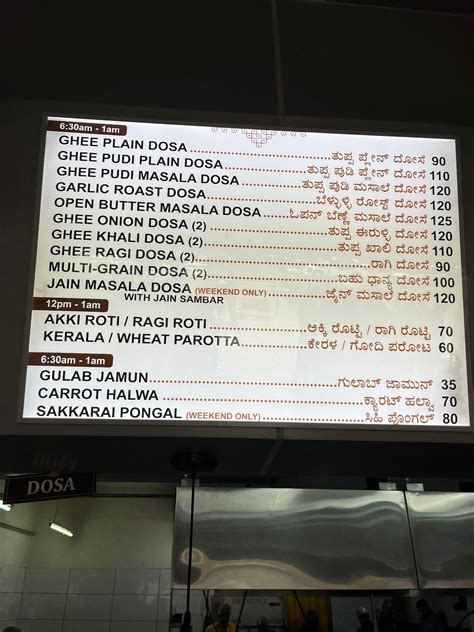 6:30am - 1am
GHEE PLAIN DOSA ........ ತುಪ್ಪ ಪ್ಲೇನ್ ದೋಸೆ 90
GHEE PUDI PLAIN DOSA ........ ತುಪ್ಪ ಪುಡಿ ಪ್ಲೇನ್ ದೋಸೆ 110
GHEE PUDI MASALA DOSA ........ ತುಪ್ಪ ಪುಡಿ ಮಸಾಲೆ ದೋಸೆ 120
GARLIC ROAST DOSA ........ ಬೆಳ್ಳುಳ್ಳಿ ರೋಸ್ಟ್ ದೋಸೆ 120
OPEN BUTTER MASALA DOSA ........ ಓಪನ್ ಬೆಣ್ಣೆ ಮಸಾಲೆ ದೋಸೆ 125
GHEE ONION DOSA (2) ........ ತುಪ್ಪ ಈರುಳ್ಳಿ ದೋಸೆ 120
GHEE KHALI DOSA (2) ........ ತುಪ್ಪ ಖಾಲಿ ದೋಸೆ 110
GHEE RAGI DOSA (2) ........ ರಾಗಿ ದೋಸೆ 90
MULTI-GRAIN DOSA (2) ........ ಬಹು ಧಾನ್ಯ ದೋಸೆ 100
JAIN MASALA DOSA (WEEKEND ONLY) ........ ಜೈನ್ ಮಸಾಲೆ ದೋಸೆ 120
WITH JAIN SAMBAR
12pm - 1am
AKKI ROTI / RAGI ROTI ........ ಅಕ್ಕಿ ರೊಟ್ಟಿ / ರಾಗಿ ರೊಟ್ಟಿ 70
KERALA / WHEAT PAROTTA ........ ಕೇರಳ / ಗೋದಿ ಪರೋಟ 60
6:30am - 1am
GULAB JAMUN ........ ಗುಲಾಬ್ ಜಾಮುನ್ 35
CARROT HALWA ........ ಕ್ಯಾರಟ್ ಹಲ್ವಾ 70
SAKKARAI PONGAL (WEEKEND ONLY) ........ ಸಿಹಿ ಪೊಂಗಲ್ 80
DOSA